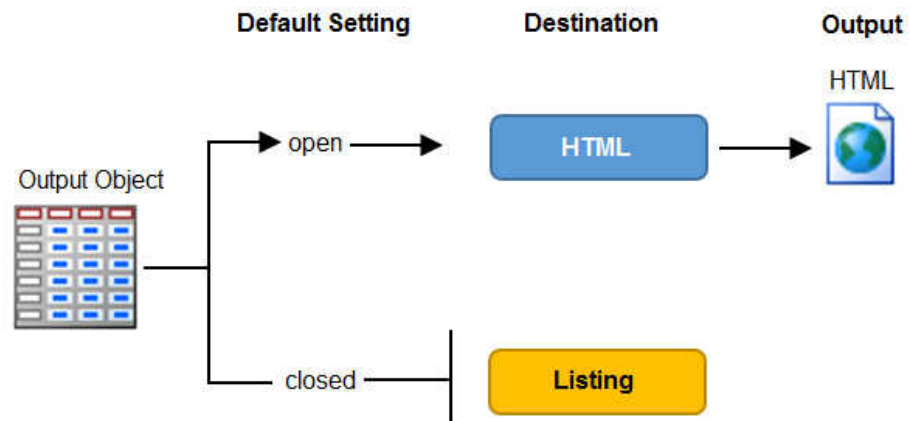 Default Setting Destination Output
HTML
open HTML
Output Object
closed Listing